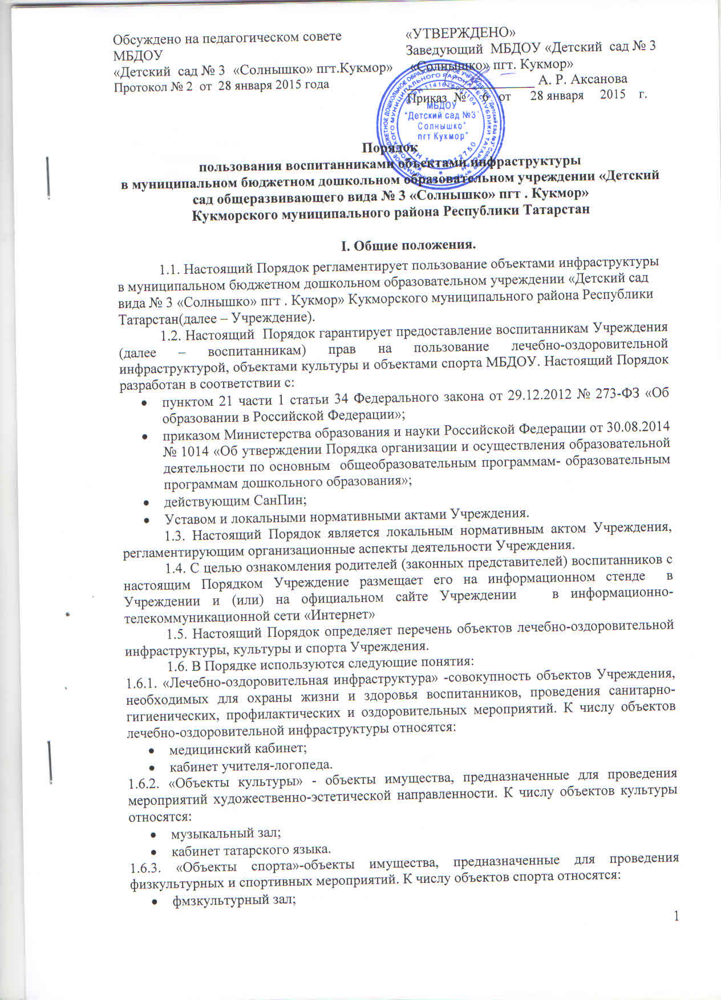 Обсуждено на педагогическом совете
МБДОУ
«Детский сад № 3 «Солнышко» пгт.Кукмор»
Протокол № 2 от 28 января 2015 года
«УТВЕРЖДЕНО»
Заведующий МБДОУ «Детский сад № 3
«Солнышко» пгт. Кукмор»
А. Р. Аксанова
Приказ № 6 от 28 января 2015 г.
МБДОУ
"Детский сад №3
Солнышко"
пгт Кукмор"
Порядок
пользования воспитанниками объектами инфраструктуры
в муниципальном бюджетном дошкольном образовательном учреждении «Детский
сад общеразвивающего вида № 3 «Солнышко» пгт . Кукмор»
Кукморского муниципального района Республики Татарстан
I. Общие положения.
1.1. Настоящий Порядок регламентирует пользование объектами инфраструктуры
в муниципальном бюджетном дошкольном образовательном учреждении «Детский сад
вида № 3 «Солнышко» пгт . Кукмор» Кукморского муниципального района Республики
Татарстан(далее – Учреждение).
1.2. Настоящий Порядок гарантирует предоставление воспитанникам Учреждения
(далее – воспитанникам) прав на пользование лечебно-оздоровительной
инфраструктурой, объектами культуры и объектами спорта МБДОУ. Настоящий Порядок
разработан в соответствии с:
• пунктом 21 части 1 статьи 34 Федерального закона от 29.12.2012 № 273-ФЗ «Об
образовании в Российской Федерации»;
• приказом Министерства образования и науки Российской Федерации от 30.08.2014
№ 1014 «Об утверждении Порядка организации и осуществления образовательной
деятельности по основным общеобразовательным программам- образовательным
программам дошкольного образования»;
• действующим СанПин;
• Уставом и локальными нормативными актами Учреждения.
1.3. Настоящий Порядок является локальным нормативным актом Учреждения,
регламентирующим организационные аспекты деятельности Учреждения.
1.4. С целью ознакомления родителей (законных представителей) воспитанников с
настоящим Порядком Учреждение размещает его на информационном стенде в
Учреждении и (или) на официальном сайте Учреждении в информационно-
телекоммуникационной сети «Интернет»
1.5. Настоящий Порядок определяет перечень объектов лечебно-оздоровительной
инфраструктуры, культуры и спорта Учреждения.
1.6. В Порядке используются следующие понятия:
1.6.1. «Лечебно-оздоровительная инфраструктура» -совокупность объектов Учреждения,
необходимых для охраны жизни и здоровья воспитанников, проведения санитарно-
гигиенических, профилактических и оздоровительных мероприятий. К числу объектов
лечебно-оздоровительной инфраструктуры относятся:
• медицинский кабинет;
• кабинет учителя-логопеда.
1.6.2. «Объекты культуры» - объекты имущества, предназначенные для проведения
мероприятий художественно-эстетической направленности. К числу объектов культуры
относятся:
• музыкальный зал;
• кабинет татарского языка.
1.6.3. «Объекты спорта»-объекты имущества, предназначенные для проведения
физкультурных и спортивных мероприятий. К числу объектов спорта относятся:
• фмзкультурный зал;
1